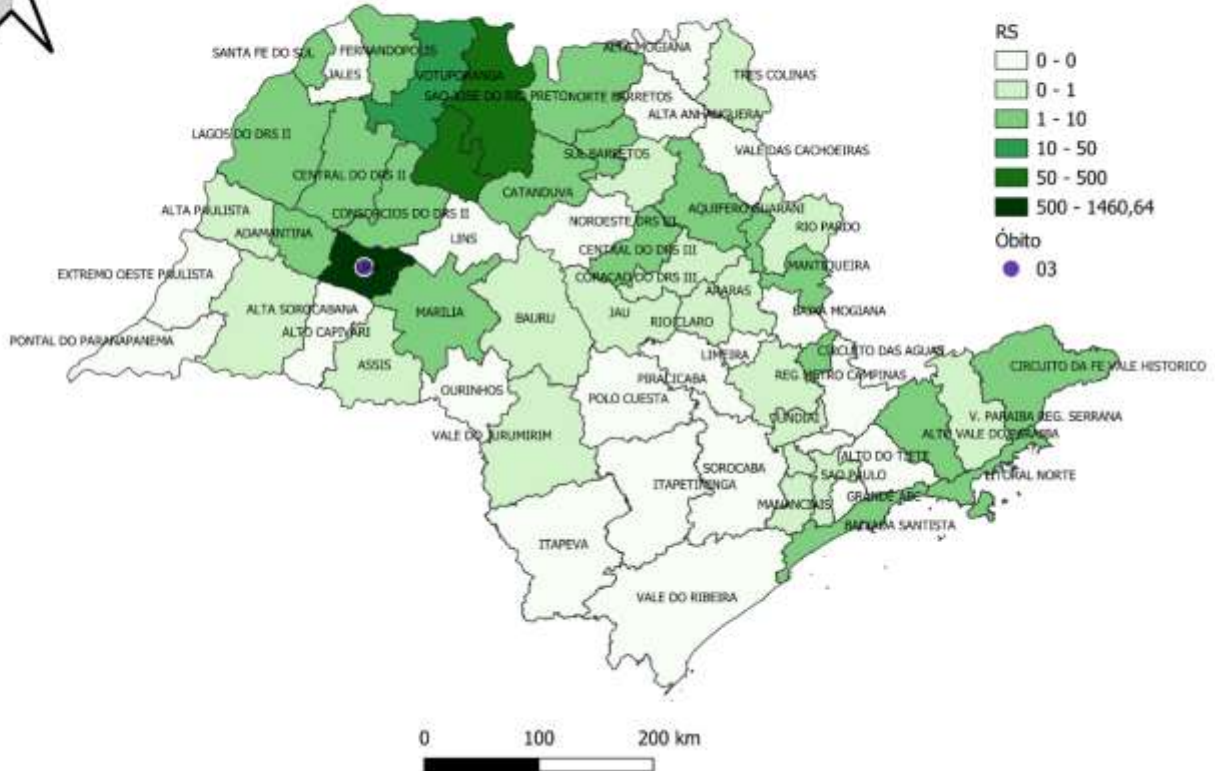 RS
0 - 0
0 - 1
1 - 10
10 - 50
50 - 500
500 - 1460,64
Óbito
03
SANTA FE DO SUL
FERNANDOPOLIS
JALES
VOTUPORANGA
ALTA MOGIANA
TRES COLINAS
SAO JOSE DO RIO PRETO
NORTE BARRETOS
ALTA ANHANGUERA
LAGOS DO DRS II
VALE DAS CACHOEIRAS
SUL BARRETOS
CENTRAL DO DRS II
CATANDUVA
ALTA PAULISTA
CONSORCIOS DO DRS II
AQUIFERO GUARANI
ADAMANTINA
LINS
NOROESTE DRS III
RIO PARDO
CENTRAL DO DRS III
EXTREMO OESTE PAULISTA
CORACAO DO DRS III
MANTIQUEIRA
ARARAS
ALTA SOROCABANA
MARILIA
BAURU
JAU
RIO CLARO
BAIXA MOGIANA
ALTO CAPIVARI
PONTAL DO PARANAPANEMA
ASSIS
LIMEIRA
CIRCUITO DAS AGUAS
CIRCUITO DA FE VALE HISTORICO
OURINHOS
PIRACICABA
REG METRO CAMPINAS
POLO CUESTA
JUNDIAI
V. PARAIBA REG. SERRANA
VALE DO JURUMIRIM
ALTO VALE DO PARAIBA
ALTO DO TIETE
SOROCABA
SAO PAULO
LITORAL NORTE
ITAPETININGA
MANANCIAIS
GRANDE ABC
BAIXADA SANTISTA
ITAPEVA
VALE DO RIBEIRA
0 100 200 km